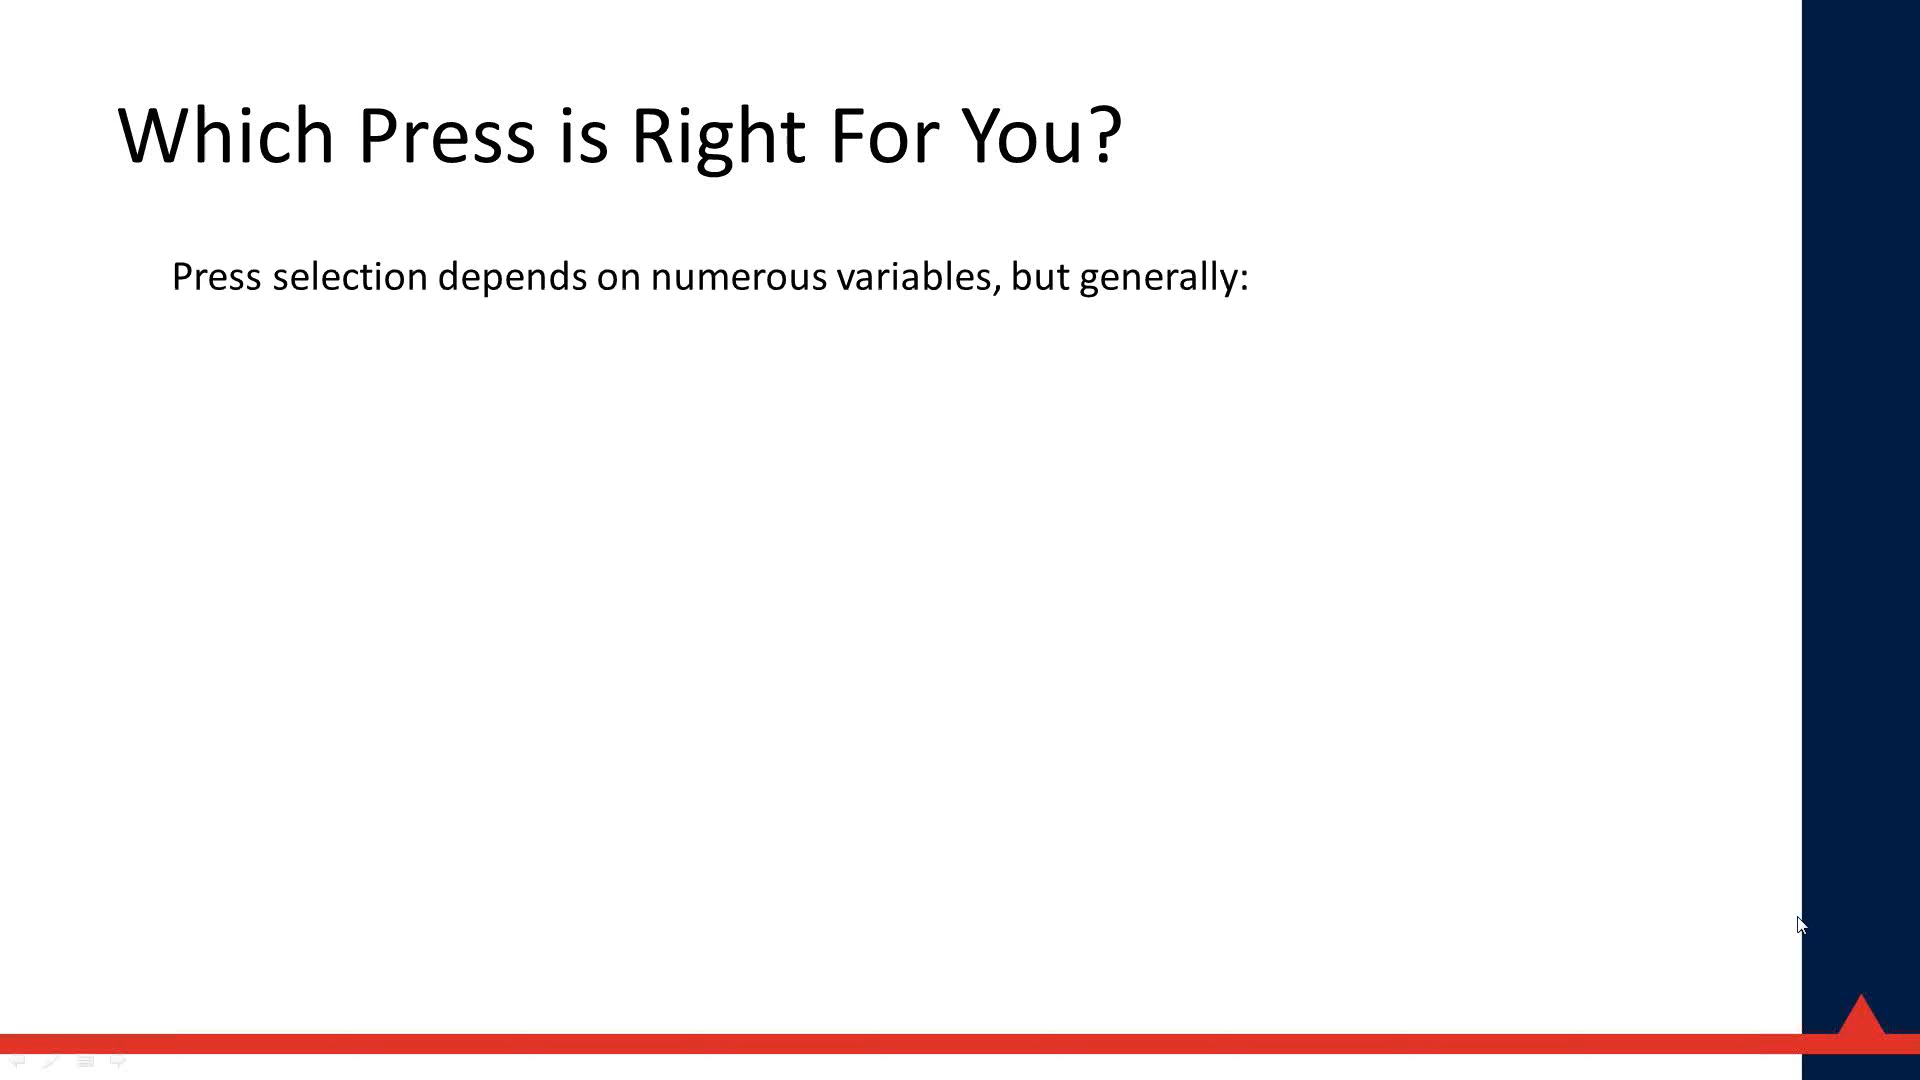 Which Press is Right For You?
Press selection depends on numerous variables, but generally: